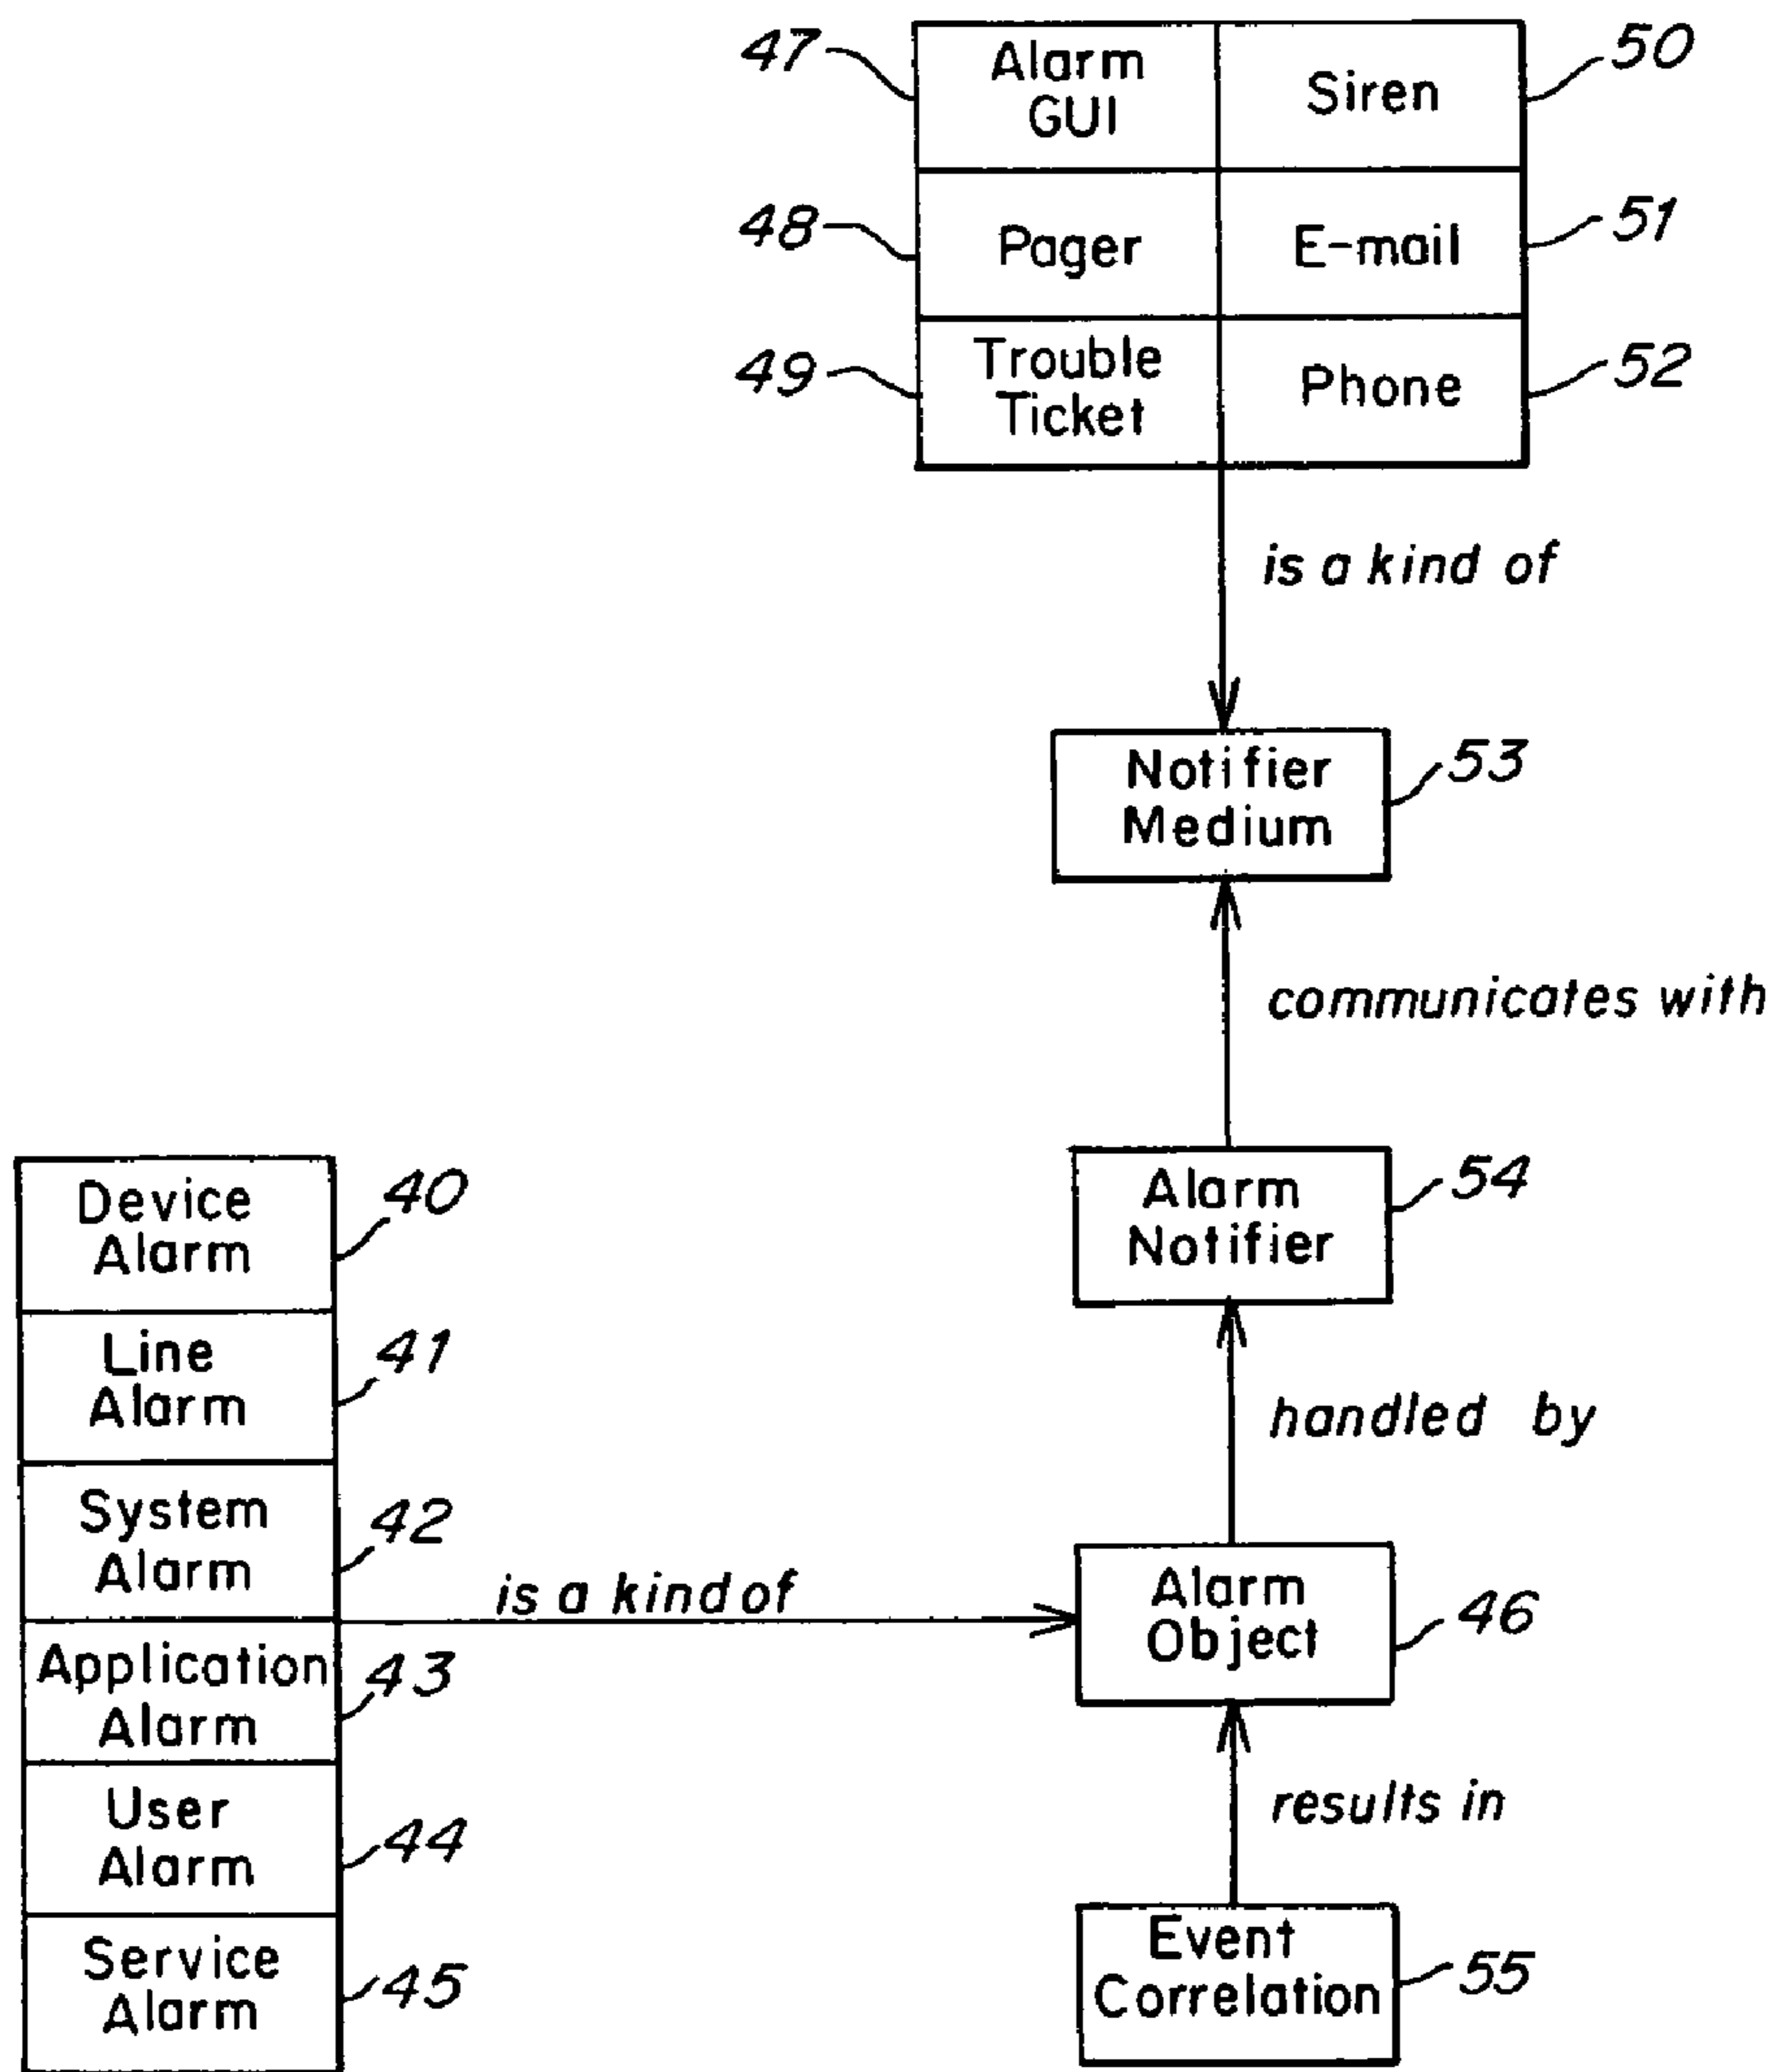 47
Alarm
GUI
Siren
50
48
Pager
E-mail
51
49
Trouble
Ticket
Phone
52
is a kind of
Notifier
Medium
53
communicates with
Alarm
Notifier
54
handled by
Device
Alarm
40
Line
Alarm
41
System
Alarm
42
Application
Alarm
43
User
Alarm
44
Service
Alarm
45
is a kind of
Alarm
Object
46
results in
Event
Correlation
55